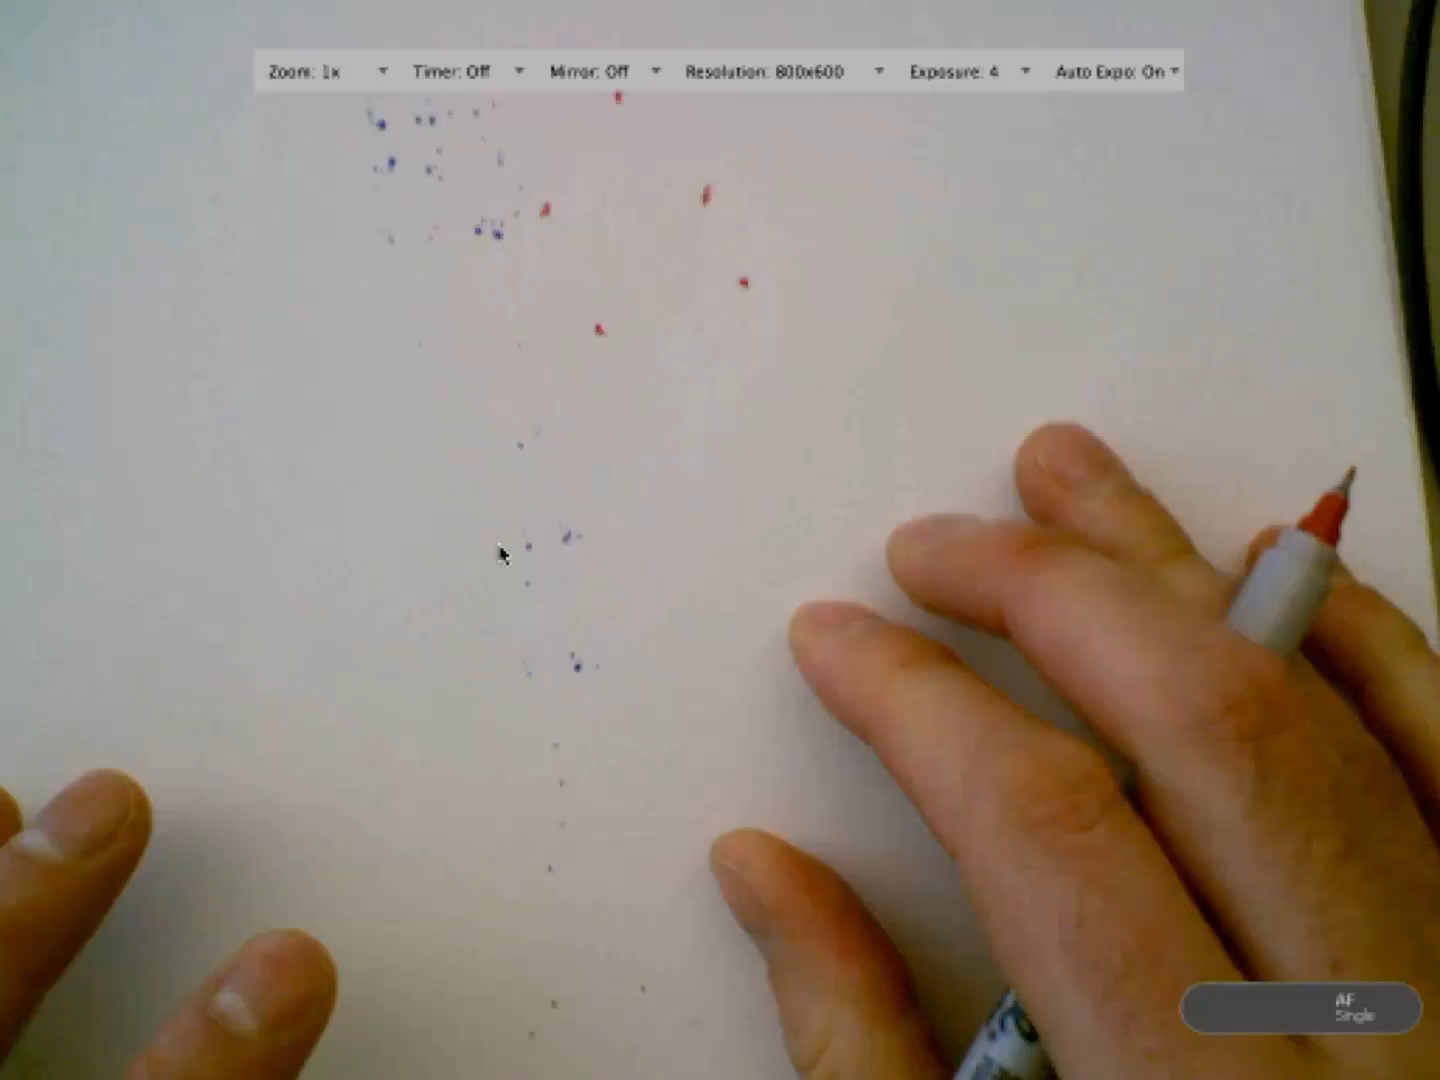 Zoom: 1x Timer: Off Mirror: Off Resolution: 800x600 Exposure: 4 Auto Expo: On
AF
Single